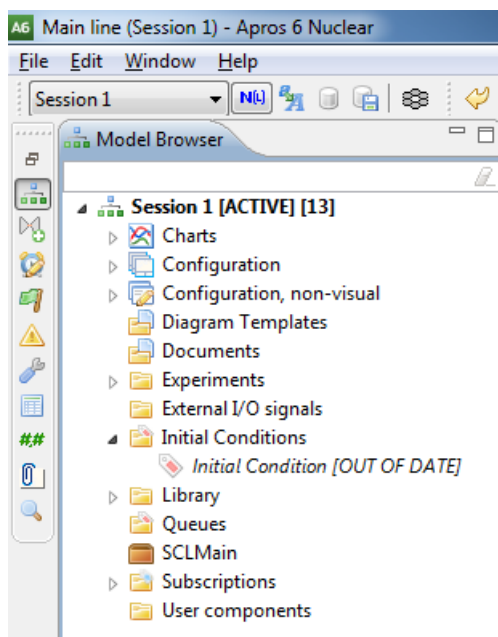 A6 Main line (Session 1) - Apros 6 Nuclear
File Edit Window Help
Session 1 N(L)
Model Browser
Session 1 [ACTIVE] [13]
Charts
Configuration
Configuration, non-visual
Diagram Templates
Documents
Experiments
External I/O signals
Initial Conditions
Initial Condition [OUT OF DATE]
Library
Queues
SCLMain
Subscriptions
User components
#,#